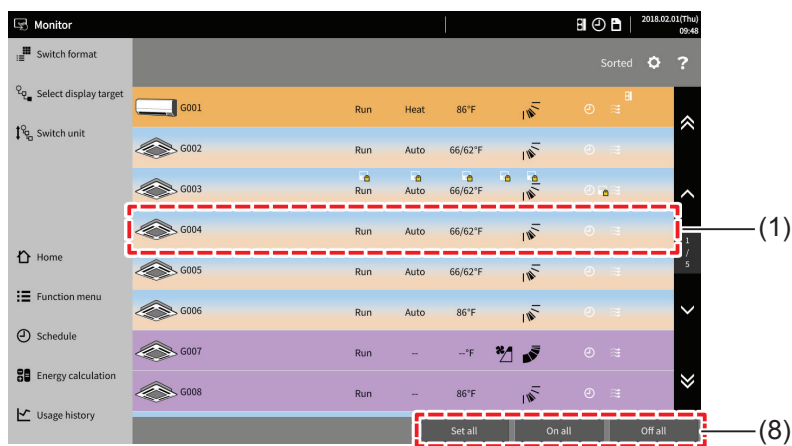 Monitor
2018.02.01(Thu)
09:48
Switch format
Sorted
?
Select display target
Switch unit
G001 Run Heat 86°F
G002 Run Auto 66/62°F
G003 Run Auto 66/62°F
G004 Run Auto 66/62°F
(1)
1
/
5
G005 Run Auto 66/62°F
G006 Run Auto 86°F
G007 Run -- --°F
G008 Run -- 86°F
Home
Function menu
Schedule
Energy calculation
Usage history
Set all On all Off all
(8)